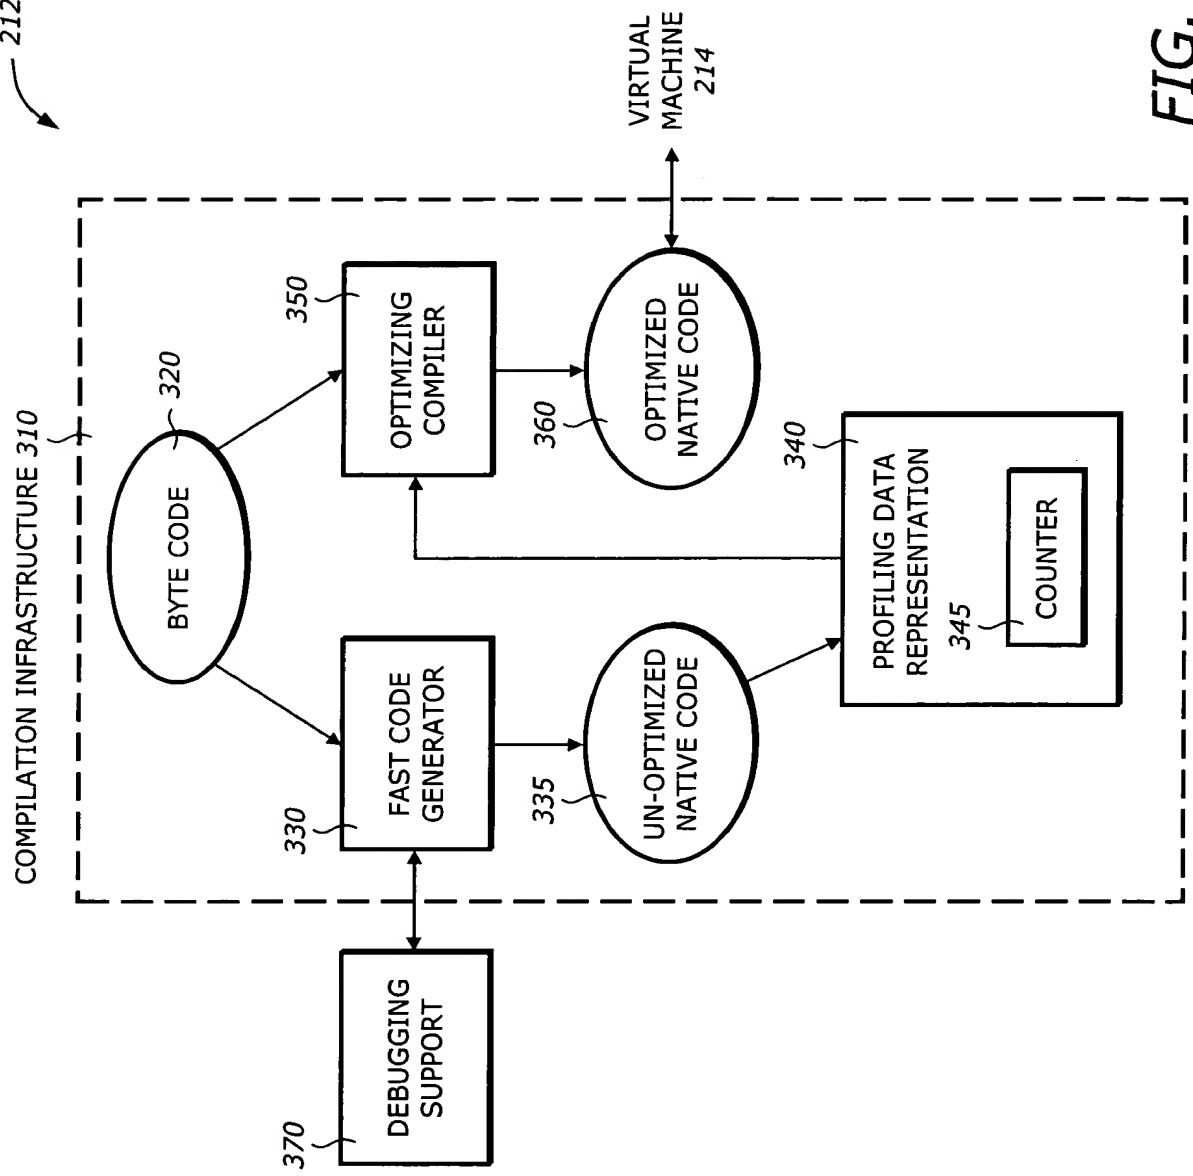 212
COMPILATION INFRASTRUCTURE 310
BYTE CODE
320
370
DEBUGGING
SUPPORT
330
FAST CODE
GENERATOR
350
OPTIMIZING
COMPILER
335
UN-OPTIMIZED
NATIVE CODE
360
OPTIMIZED
NATIVE CODE
VIRTUAL
MACHINE
214
340
PROFILING DATA
REPRESENTATION
345
COUNTER
FIG.